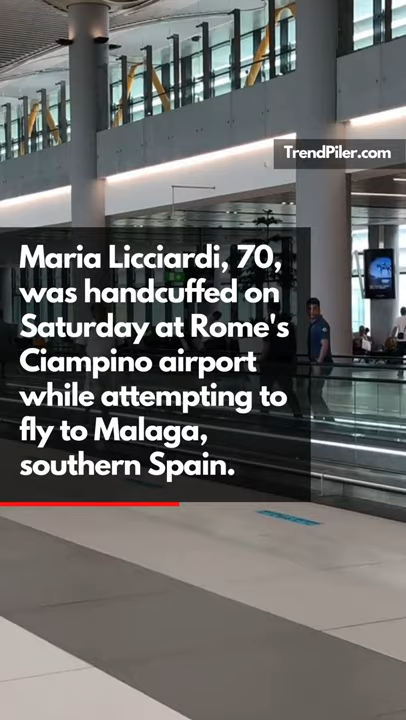 TrendPiler.com
Maria Licciardi, 70,
was handcuffed on
Saturday at Rome's
Ciampino airport
while attempting to
fly to Malaga,
southern Spain.